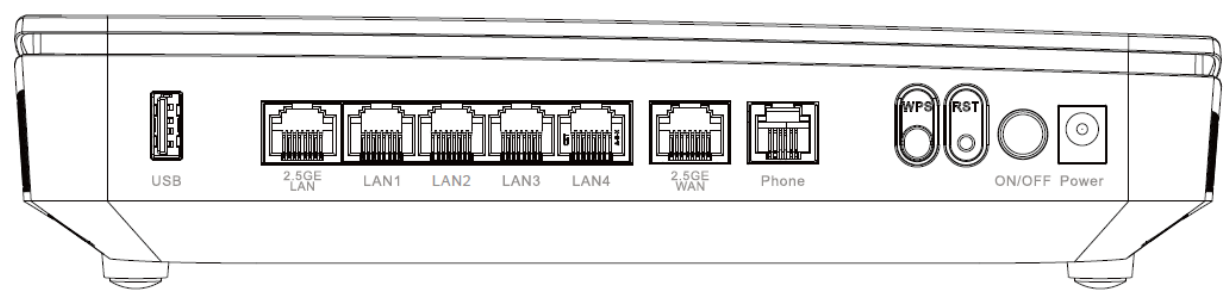 WPS
RST
USB
2.5GE
LAN
LAN1
LAN2
LAN3
LAN4
2.5GE
WAN
Phone
ON/OFF
Power